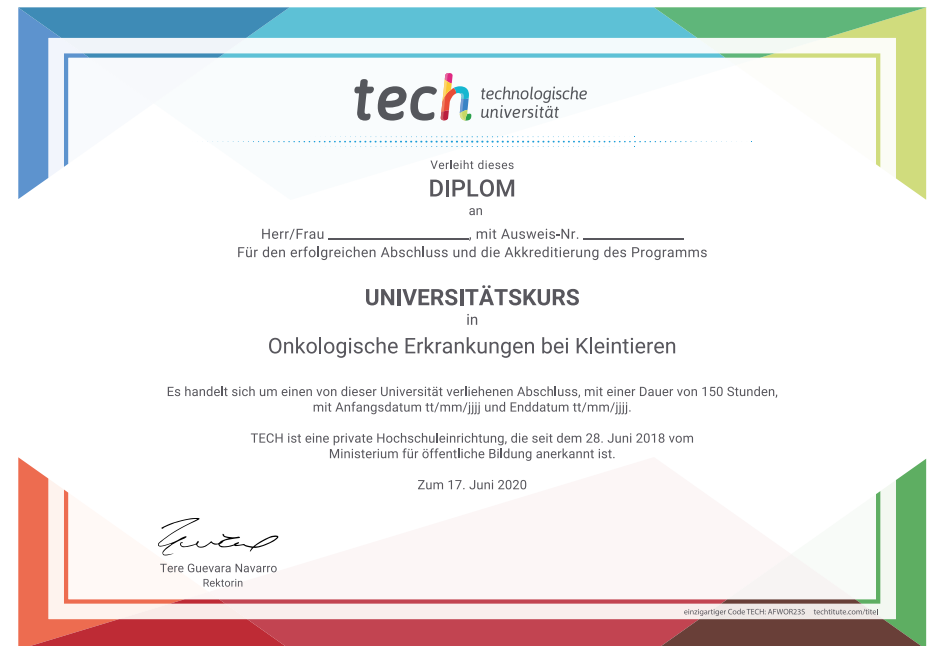 tech technologische
universität
Verleiht dieses
DIPLOM
an
Herr/Frau ____________, mit Ausweis-Nr. ____________
Für den erfolgreichen Abschluss und die Akkreditierung des Programms
UNIVERSITÄTSKURS
in
Onkologische Erkrankungen bei Kleintieren
Es handelt sich um einen von dieser Universität verliehenen Abschluss, mit einer Dauer von 150 Stunden,
mit Anfangsdatum tt/mm/jjjj und Enddatum tt/mm/jjjj.
TECH ist eine private Hochschuleinrichtung, die seit dem 28. Juni 2018 vom
Ministerium für öffentliche Bildung anerkannt ist.
Zum 17. Juni 2020
Tere Guevara Navarro
Rektorin
einzigartiger Code TECH: AFWOR23S techtitute.com/titel